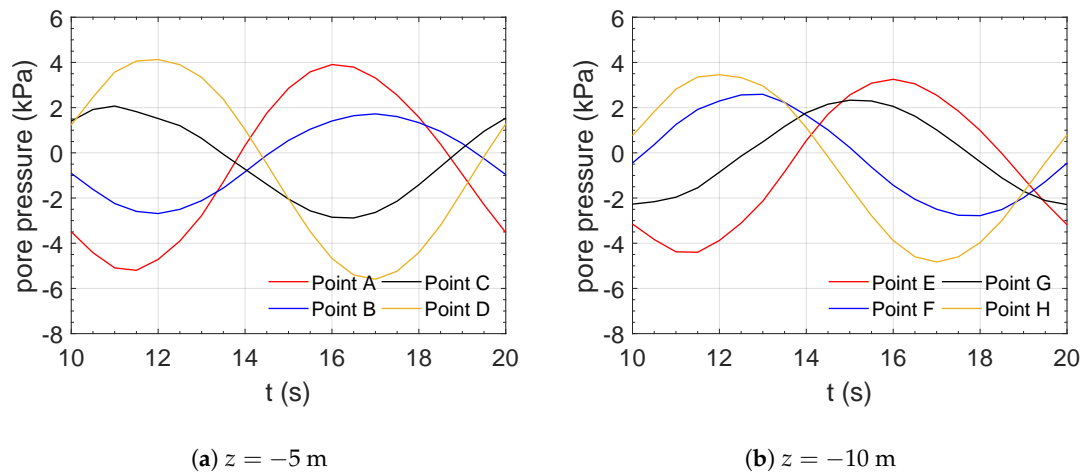 6
4
2
0
-2
-4
-6
-8
pore pressure (kPa)
Point A
Point B
Point C
Point D
10 12 14 16 18 20
t (s)
(a) z = −5 m
6
4
2
0
-2
-4
-6
-8
pore pressure (kPa)
Point E
Point F
Point G
Point H
10 12 14 16 18 20
t (s)
(b) z = −10 m